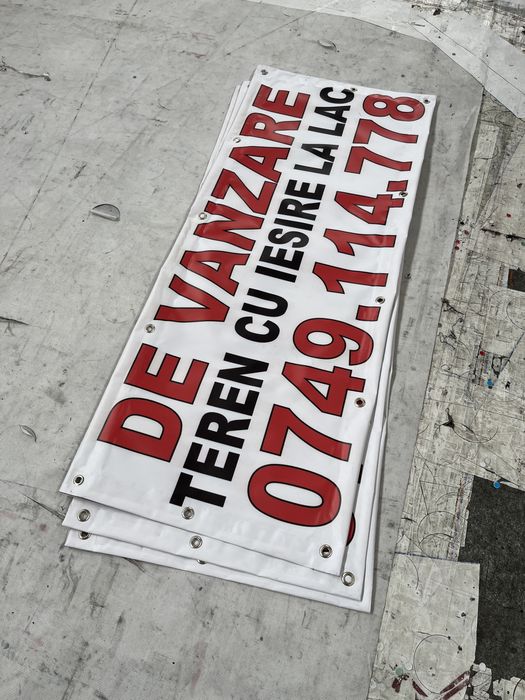 DE VANZARE
TEREN CU IESIRE LA LAC
0749.114.778